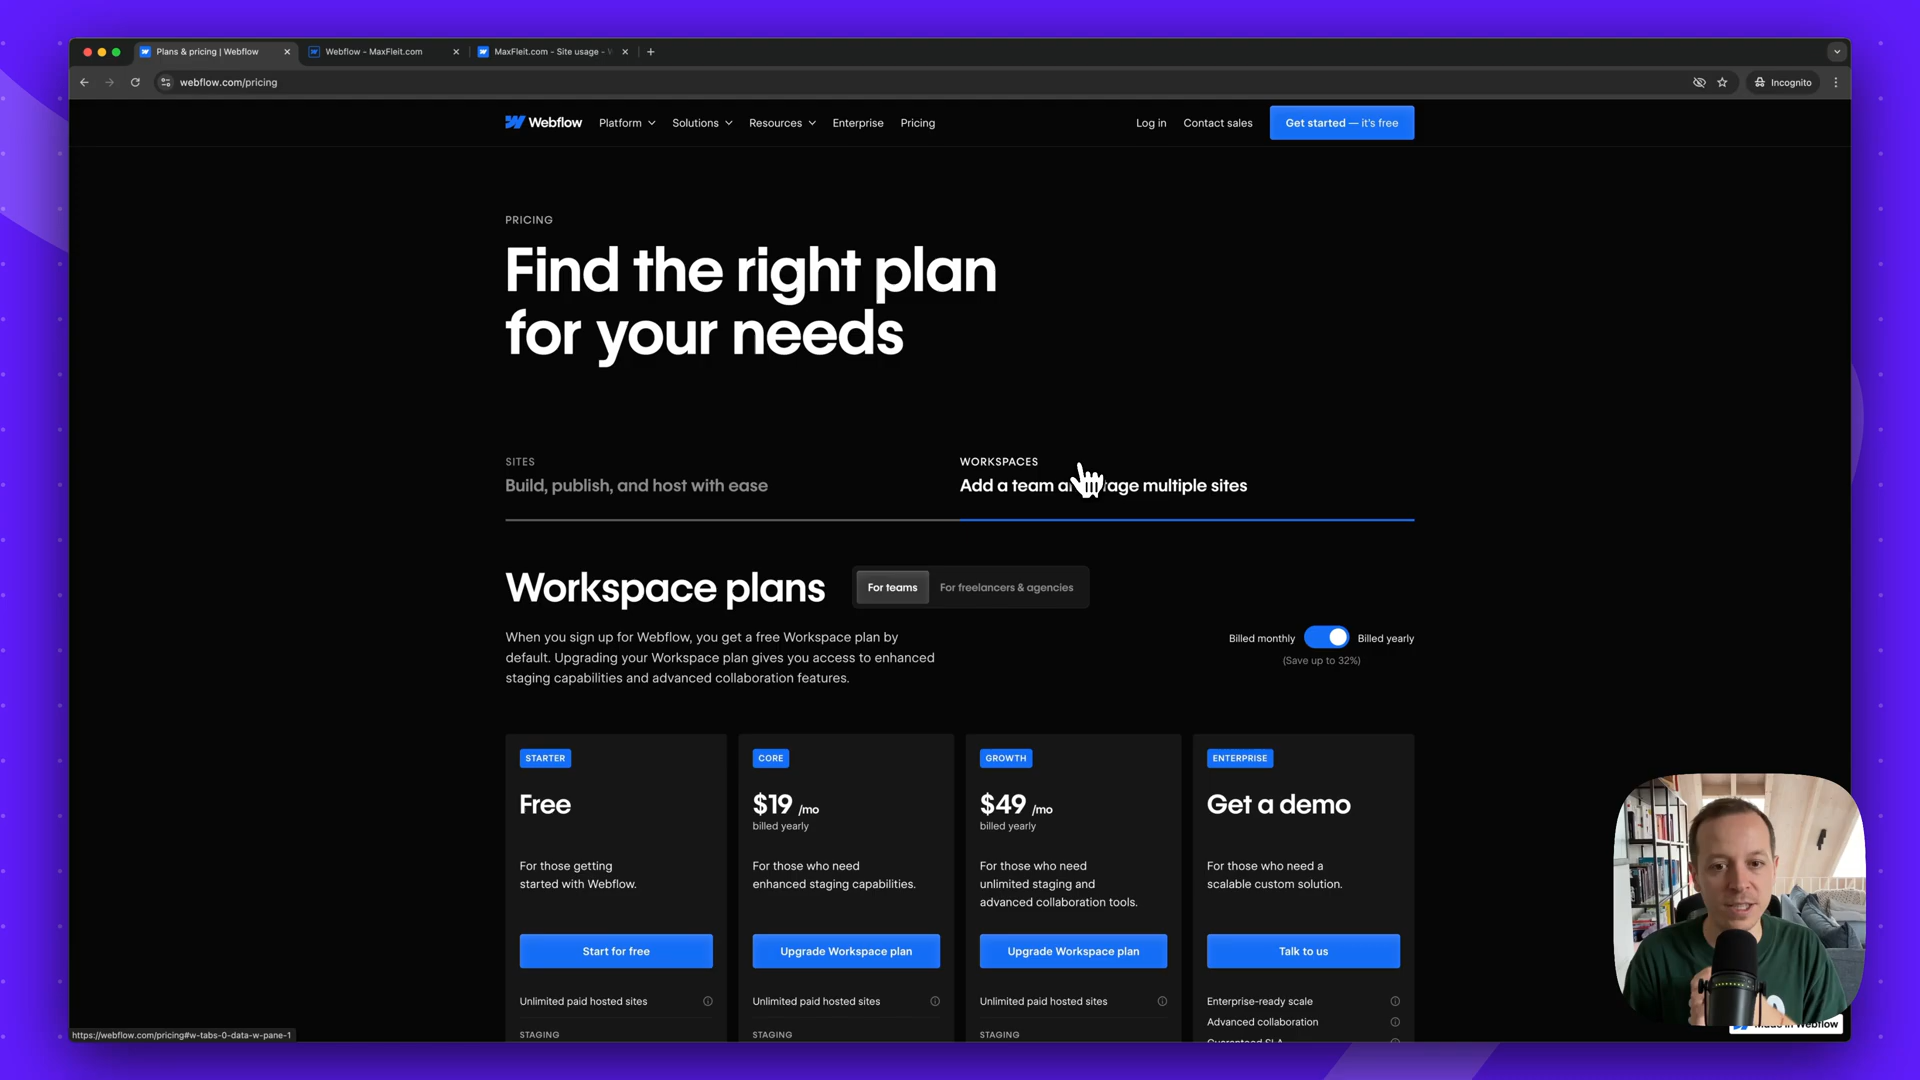 Plans & pricing | Webflow
Webflow - MaxFleit.com
MaxFleit.com - Site usage -
webflow.com/pricing
Incognito
Webflow
Platform
Solutions
Resources
Enterprise
Pricing
Log in
Contact sales
Get started — it's free
PRICING
Find the right plan
for your needs
SITES
Build, publish, and host with ease
WORKSPACES
Add a team multiple sites
Workspace plans
For teams
For freelancers & agencies
When you sign up for Webflow, you get a free Workspace plan by
default. Upgrading your Workspace plan gives you access to enhanced
staging capabilities and advanced collaboration features.
Billed monthly
Billed yearly
(Save up to 32%)
STARTER
Free
For those getting
started with Webflow.
Start for free
Unlimited paid hosted sites
STAGING
CORE
$19 /mo
billed yearly
For those who need
enhanced staging capabilities.
Upgrade Workspace plan
Unlimited paid hosted sites
STAGING
GROWTH
$49 /mo
billed yearly
For those who need
unlimited staging and
advanced collaboration tools.
Upgrade Workspace plan
Unlimited paid hosted sites
STAGING
ENTERPRISE
Get a demo
For those who need a
scalable custom solution.
Talk to us
Enterprise-ready scale
Advanced collaboration
Guaranteed SLA
Made in Webflow
https://webflow.com/pricing#w-tabs-0-data-w-pane-1